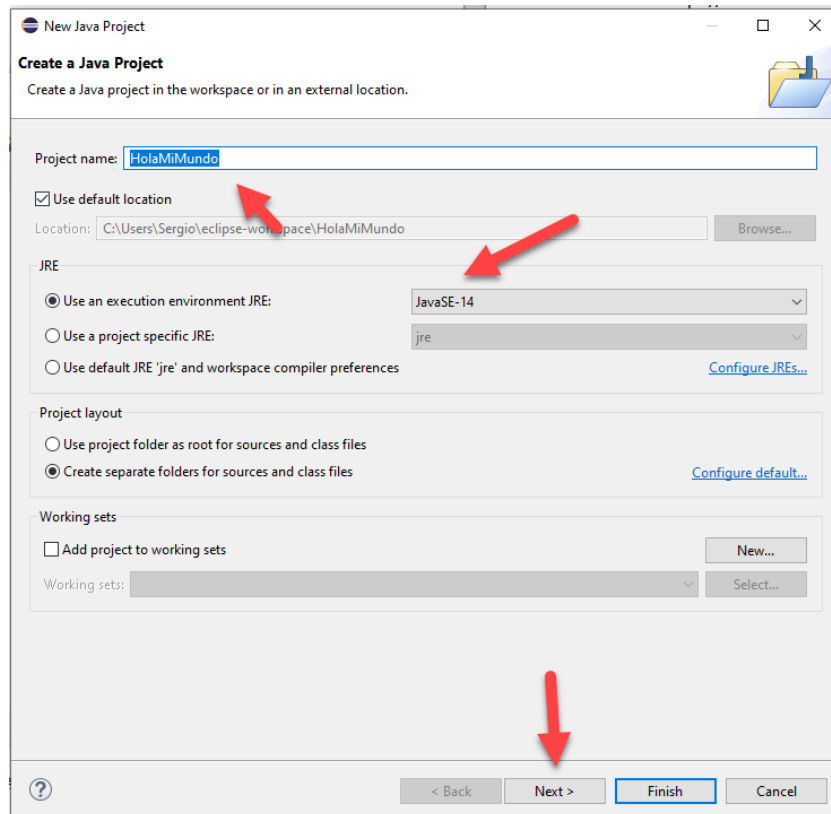 New Java Project
Create a Java Project
Create a Java project in the workspace or in an external location.
Project name: HolaMiMundo
Use default location
Location: C:\Users\Sergio\eclipse-workspace\HolaMiMundo Browse...
JRE
Use an execution environment JRE: JavaSE-14
Use a project specific JRE: jre
Use default JRE 'jre' and workspace compiler preferences Configure JREs...
Project layout
Use project folder as root for sources and class files
Create separate folders for sources and class files Configure default...
Working sets
Add project to working sets New...
Working sets: Select...
? < Back Next > Finish Cancel